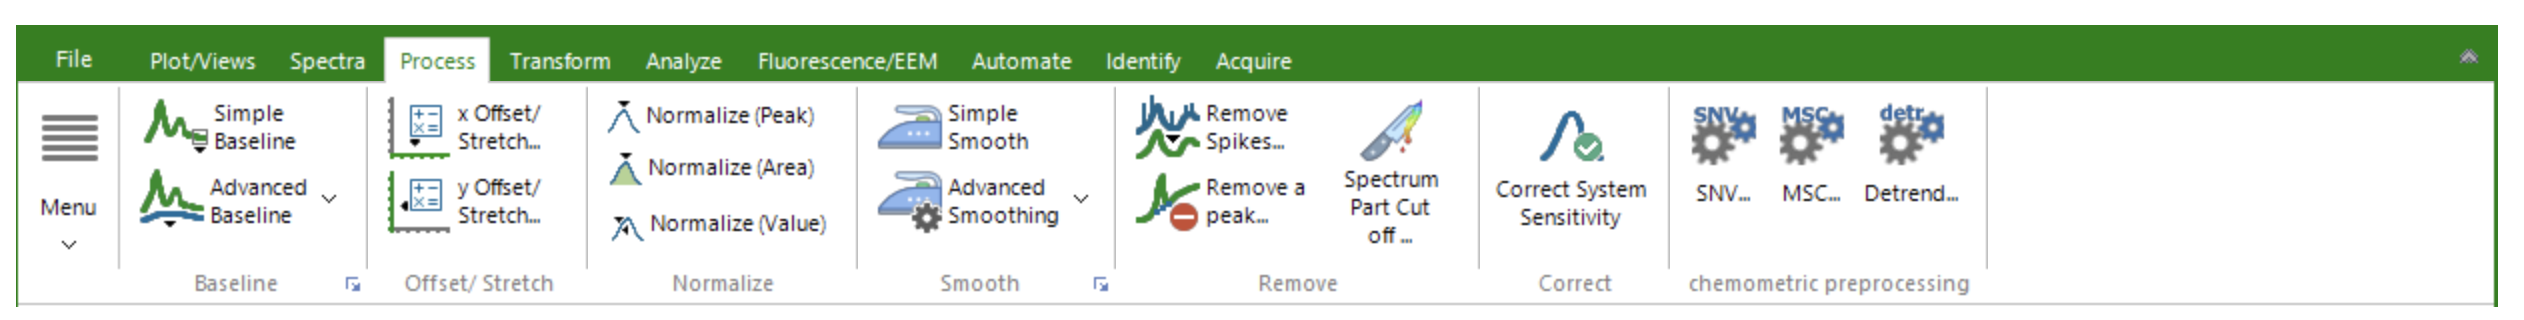 File Plot/Views Spectra Process Transform Analyze Fluorescence/EEM Automate Identify Acquire
Menu
Simple
Baseline
Advanced
Baseline
Baseline
x Offset/
Stretch...
y Offset/
Stretch...
Offset/ Stretch
Normalize (Peak)
Normalize (Area)
Normalize (Value)
Normalize
Simple
Smooth
Advanced
Smoothing
Smooth
Remove
Spikes...
Remove a
peak...
Spectrum
Part Cut
off ...
Remove
Correct System
Sensitivity
Correct
SNV
SNV...
MSC
MSC...
detr
Detrend...
chemometric preprocessing